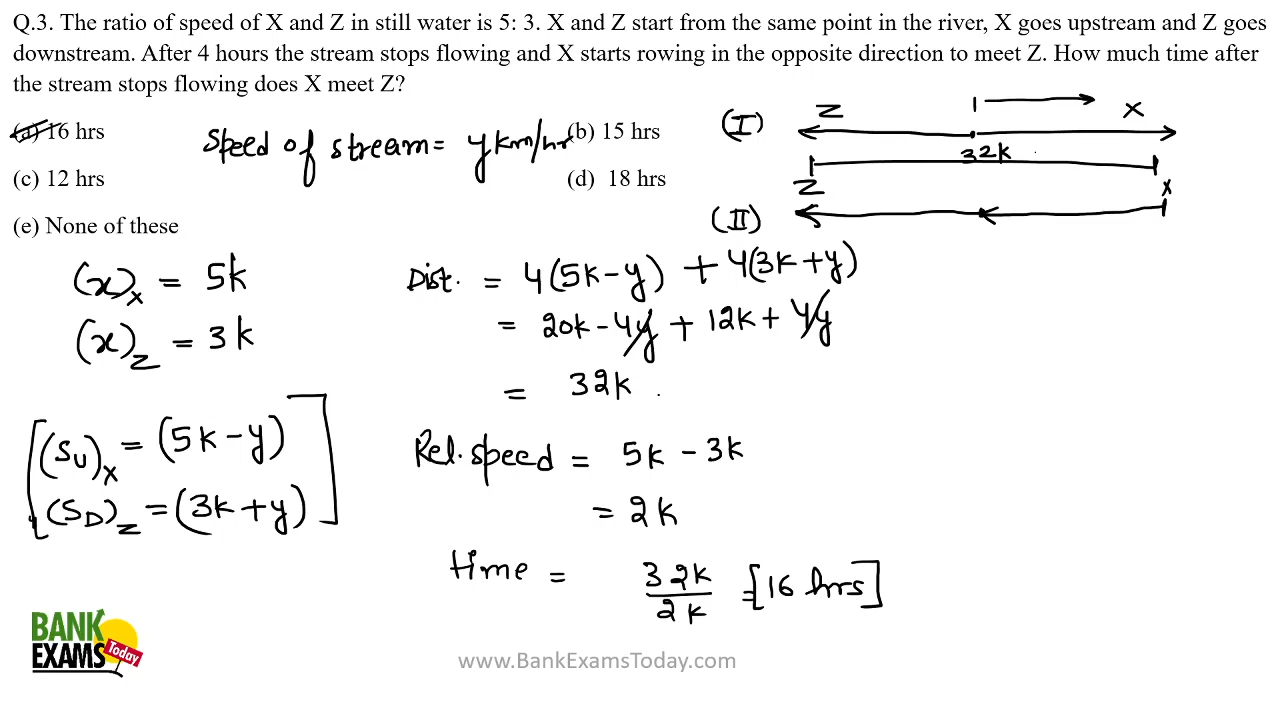 Q.3. The ratio of speed of X and Z in still water is 5: 3. X and Z start from the same point in the river, X goes upstream and Z goes
downstream. After 4 hours the stream stops flowing and X starts rowing in the opposite direction to meet Z. How much time after
the stream stops flowing does X meet Z?
(a) 16 hrs
(b) 15 hrs
(c) 12 hrs
(d) 18 hrs
(e) None of these
Speed of stream = y km/hr
(I)
Z X
32k
Z X
(II)
(x)x = 5k
(x)z = 3k
[(SU)x = (5k-y)
(SD)z = (3k+y)]
Dist. = 4(5k-y) + 4(3k+y)
= 20k - 4y + 12k + 4y
= 32k
Rel. speed = 5k - 3k
= 2k
time = 32k/2k = [16 hrs]
BANK
EXAMS Today
www.BankExamsToday.com